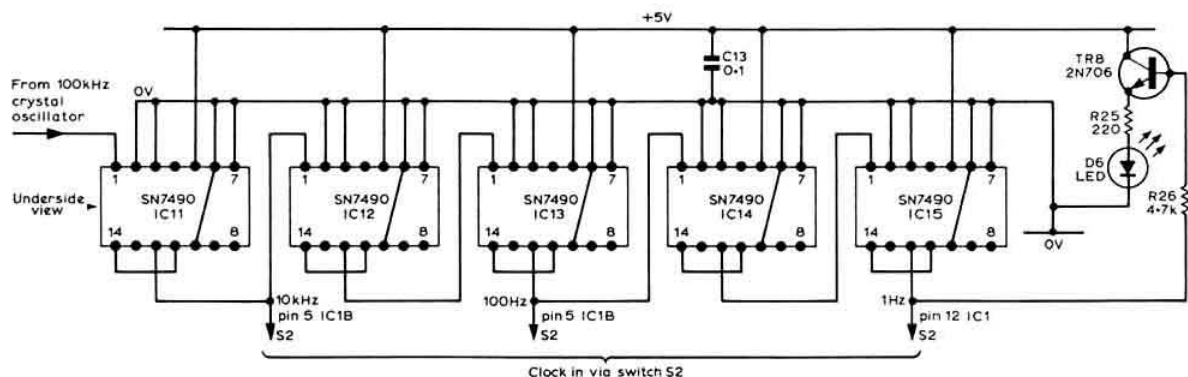 +5V
From 100kHz
crystal
oscillator
0V
C13
0·1
TR8
2N706
R25
220
D6
LED
R26
4·7k
Underside
view
1 7
SN7490
IC11
14 8
1 7
SN7490
IC12
14 8
1 7
SN7490
IC13
14 8
1 7
SN7490
IC14
14 8
1 7
SN7490
IC15
14 8
0V
10kHz
pin 5 IC1B
S2
100Hz
pin 5 IC1B
S2
1Hz
pin 12 IC1
S2
Clock in via switch S2